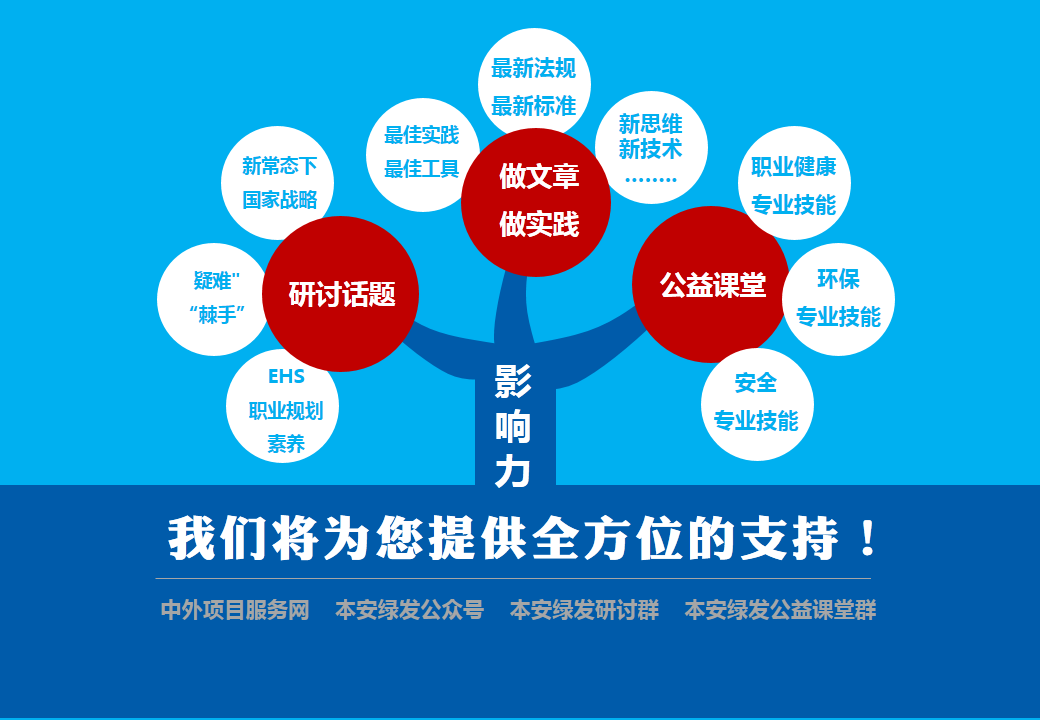 最新法规
最新标准
最佳实践
最佳工具
新思维
新技术
........
做文章
做实践
新常态下
国家战略
疑难"
“棘手”
EHS
职业规划
素养
研讨话题
职业健康
专业技能
环保
专业技能
安全
专业技能
公益课堂
影
响
力
我们将为您提供全方位的支持！
中外项目服务网 本安绿发公众号 本安绿发研讨群 本安绿发公益课堂群